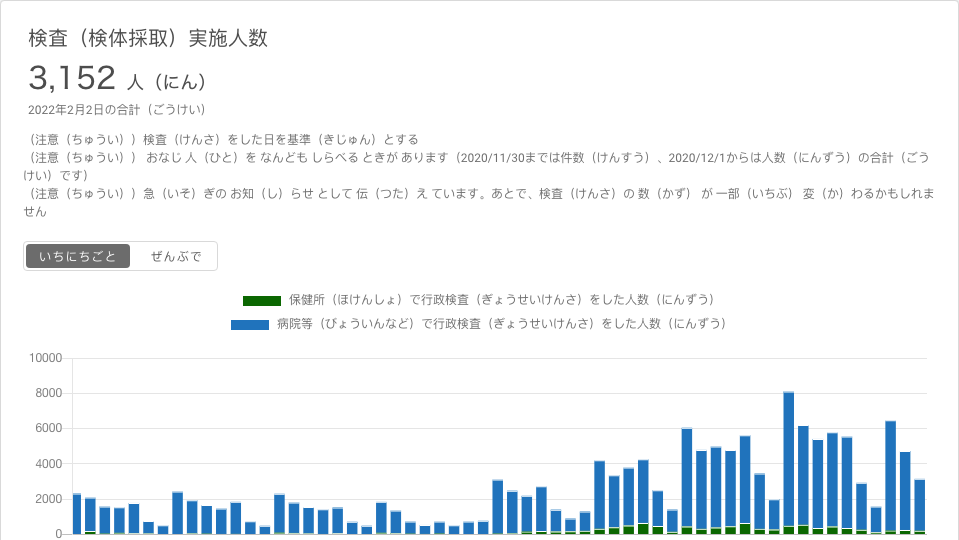 検査（検体採取）実施人数
3,152 人（にん）
2022年2月2日の合計（ごうけい）
（注意（ちゅうい））検査（けんさ）をした日を基準（きじゅん）とする
（注意（ちゅうい）） おなじ 人（ひと）を なんども しらべる ときが あります（2020/11/30までは件数（けんすう）、2020/12/1からは人数（にんずう）の合計（ごう
けい）です）
（注意（ちゅうい））急（いそ）ぎの お知（し）らせ として 伝（つた）え ています。あとで、検査（けんさ）の 数（かず） が 一部（いちぶ） 変（か）わるかもしれま
せん
いちにちごと ぜんぶで
保健所（ほけんしょ）で行政検査（ぎょうせいけんさ）をした人数（にんずう）
病院等（びょういんなど）で行政検査（ぎょうせいけんさ）をした人数（にんずう）
10000
8000
6000
4000
2000
0